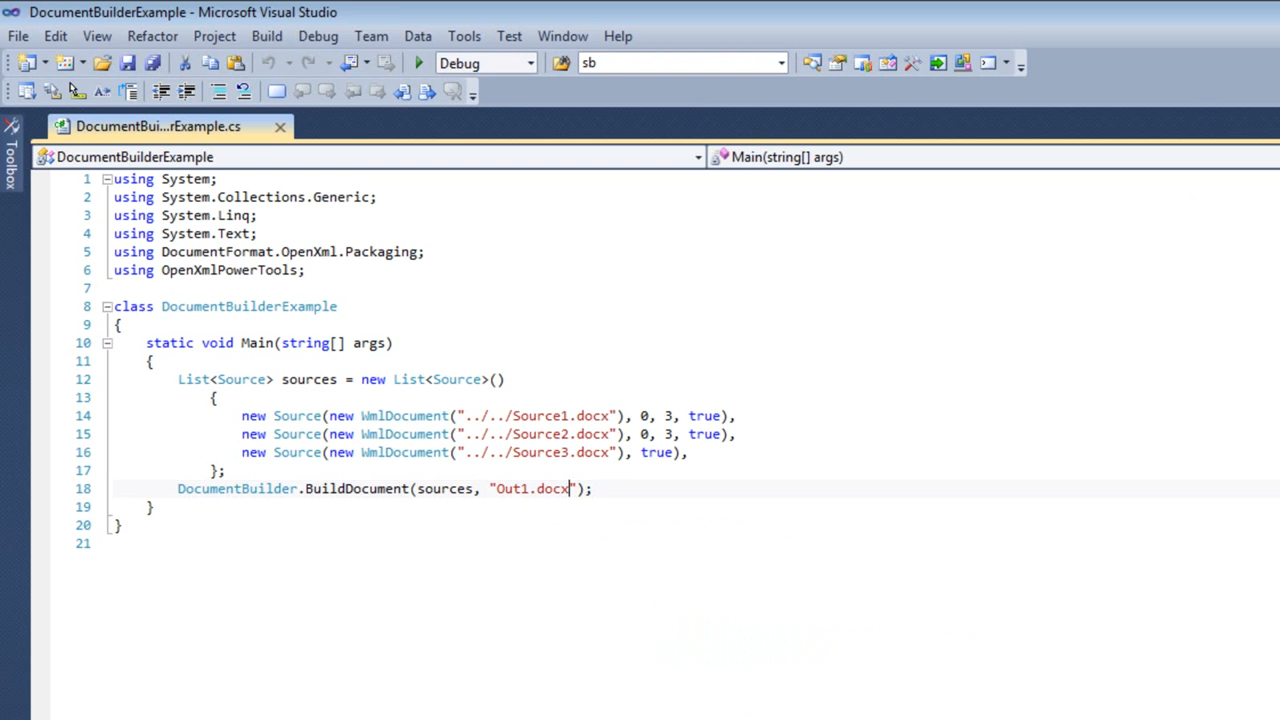 DocumentBuilderExample - Microsoft Visual Studio
File Edit View Refactor Project Build Debug Team Data Tools Test Window Help
Debug sb
DocumentBui...rExample.cs
Toolbox
DocumentBuilderExample Main(string[] args)
1 using System;
2 using System.Collections.Generic;
3 using System.Linq;
4 using System.Text;
5 using DocumentFormat.OpenXml.Packaging;
6 using OpenXmlPowerTools;
7
8 class DocumentBuilderExample
9 {
10 static void Main(string[] args)
11 {
12 List<Source> sources = new List<Source>()
13 {
14 new Source(new WmlDocument("../../Source1.docx"), 0, 3, true),
15 new Source(new WmlDocument("../../Source2.docx"), 0, 3, true),
16 new Source(new WmlDocument("../../Source3.docx"), true),
17 };
18 DocumentBuilder.BuildDocument(sources, "Out1.docx");
19 }
20 }
21